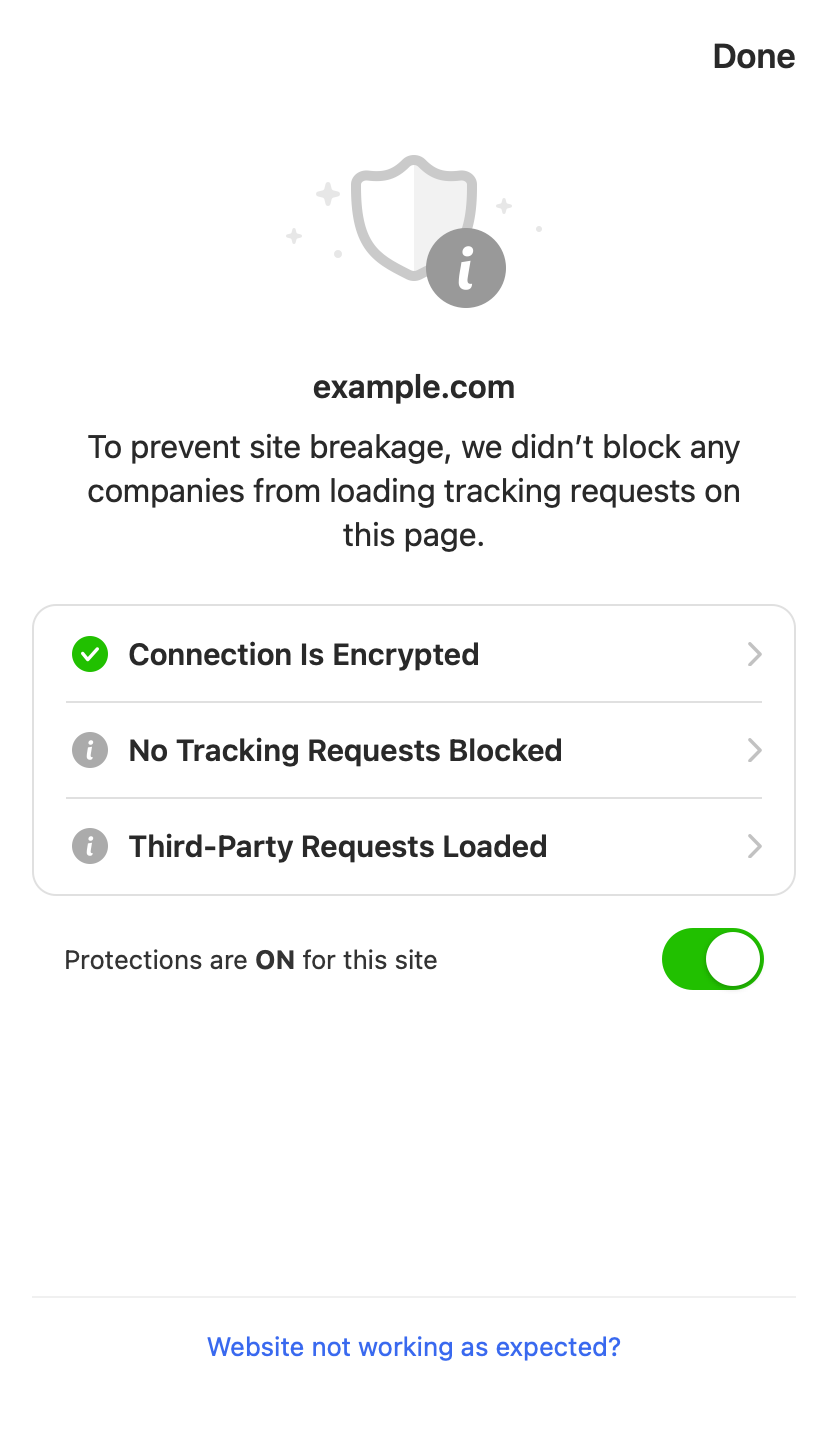 Done
example.com
To prevent site breakage, we didn’t block any
companies from loading tracking requests on
this page.
Connection Is Encrypted
No Tracking Requests Blocked
Third-Party Requests Loaded
Protections are ON for this site
Website not working as expected?